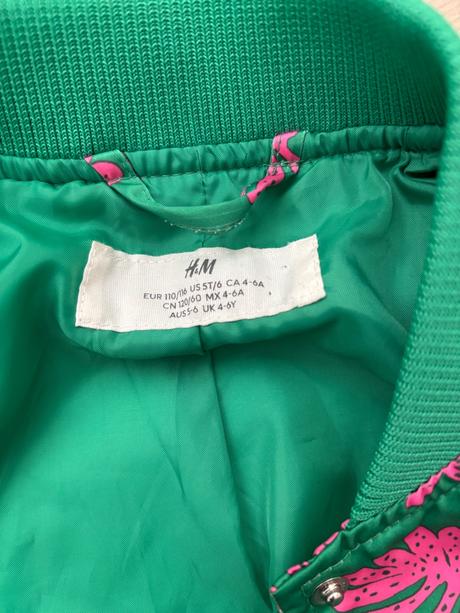 H&M
EUR 110/116 US 5T/6 CA 4-6A
CN 120/60 MX 4-6A
AUS 5-6 UK 4-6Y